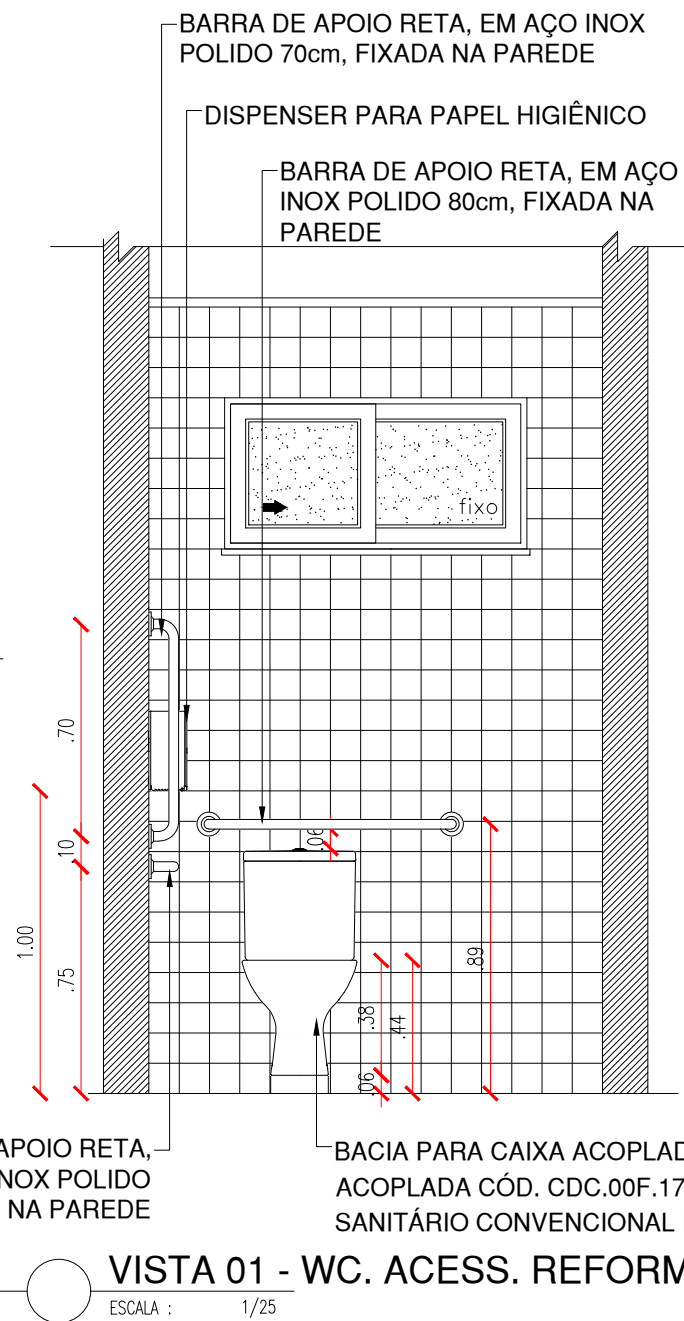 BARRA DE APOIO RETA, EM AÇO INOX
POLIDO 70cm, FIXADA NA PAREDE
DISPENSER PARA PAPEL HIGIÊNICO
BARRA DE APOIO RETA, EM AÇO
INOX POLIDO 80cm, FIXADA NA
PAREDE
fixo
.70
.10
1.00
.75
.06
.89
.38
.44
.06
APOIO RETA,
INOX POLIDO
NA PAREDE
BACIA PARA CAIXA ACOPLAD
ACOPLADA CÓD. CDC.00F.17
SANITÁRIO CONVENCIONAL
VISTA 01 - WC. ACESS. REFORM
ESCALA : 1/25